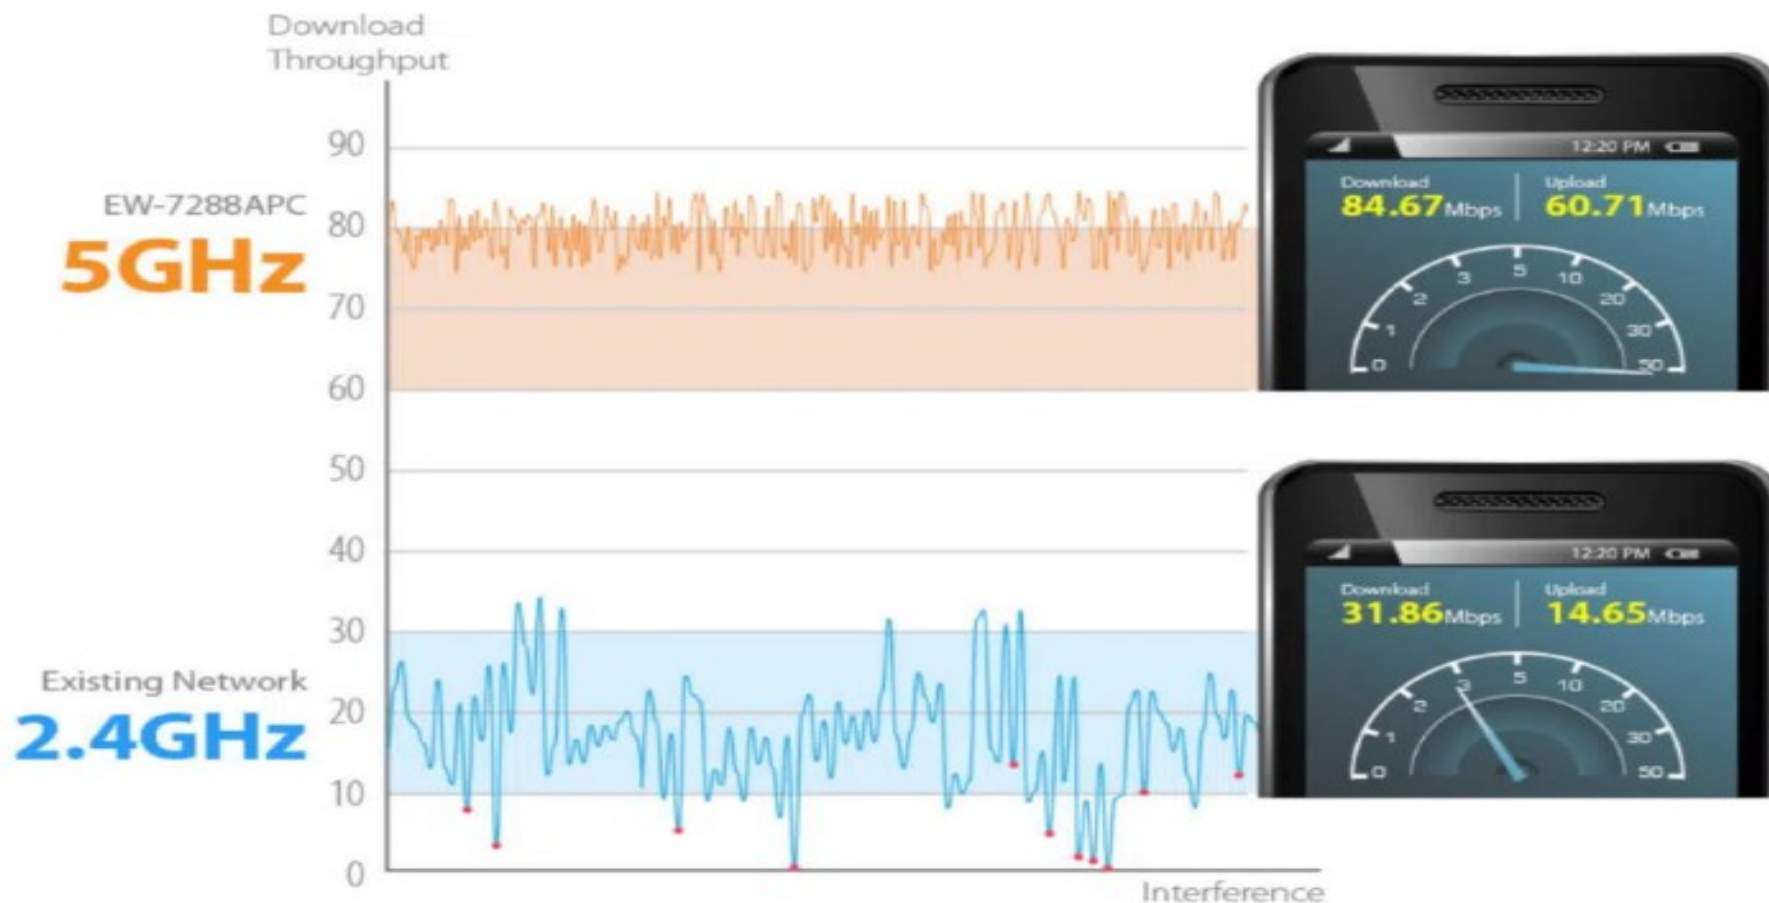 Download
Throughput
90
80
70
60
50
40
30
20
10
0
EW-7288APC
5GHz
Existing Network
2.4GHz
Interference
12:20 PM
Download Upload
84.67Mbps 60.71Mbps
0 1 2 3 5 10 20 30 50
12:20 PM
Download Upload
31.86Mbps 14.65Mbps
0 1 2 3 5 10 20 30 50